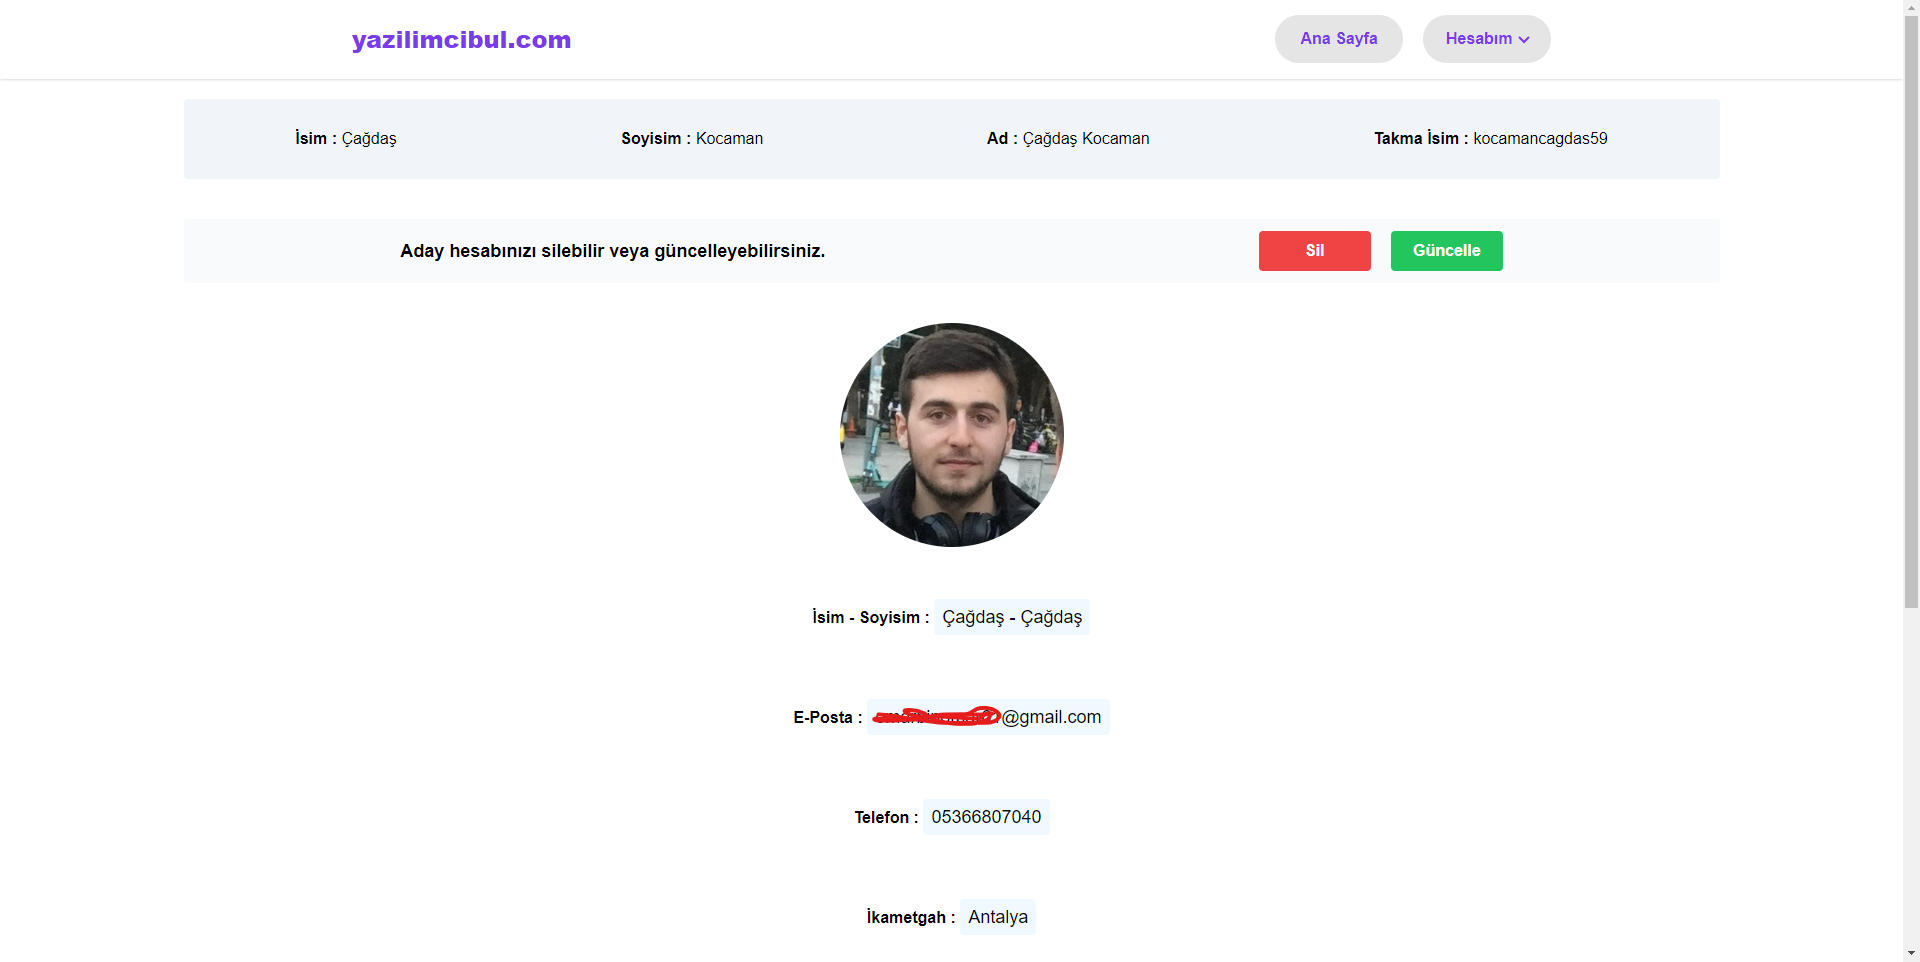 yazilimcibul.com Ana Sayfa Hesabım
İsim : Çağdaş Soyisim : Kocaman Ad : Çağdaş Kocaman Takma İsim : kocamancagdas59
Aday hesabınızı silebilir veya güncelleyebilirsiniz. Sil Güncelle
İsim - Soyisim : Çağdaş - Çağdaş
E-Posta : @gmail.com
Telefon : 05366807040
İkametgah : Antalya